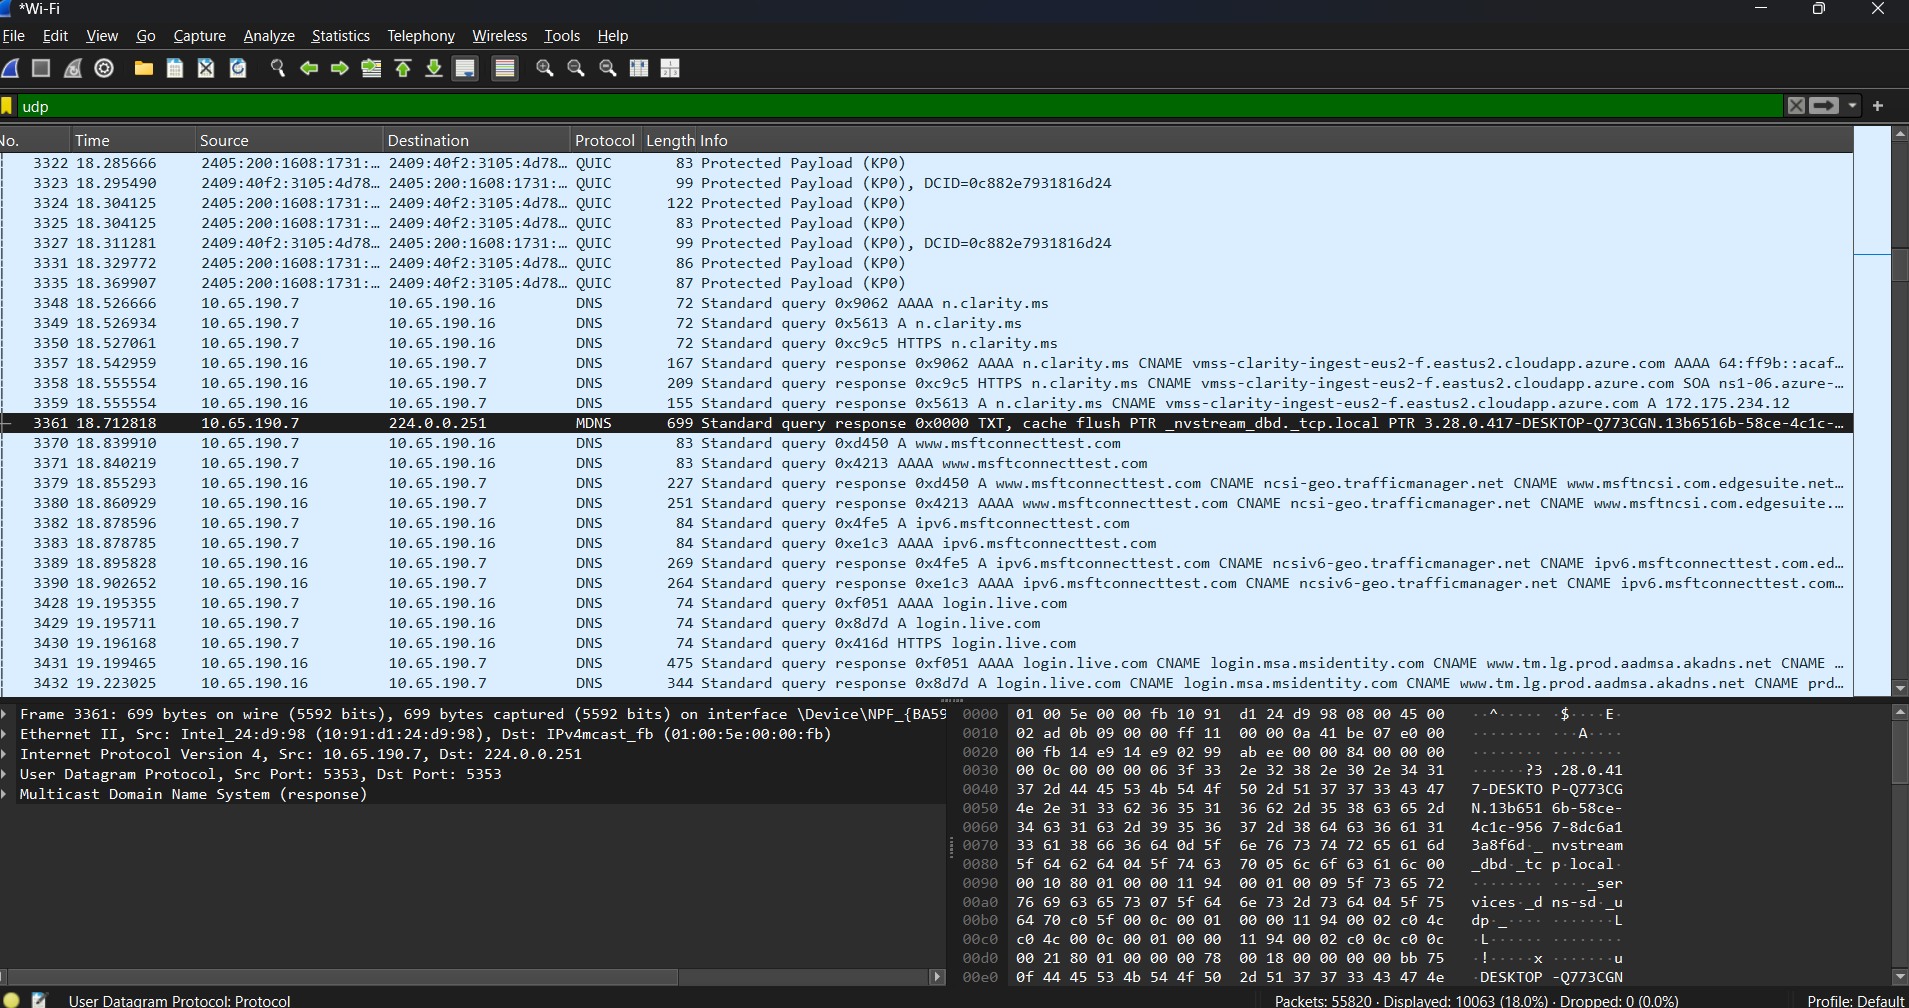 *Wi-Fi
File Edit View Go Capture Analyze Statistics Telephony Wireless Tools Help
udp
No. Time Source Destination Protocol Length Info
3322 18.285666 2405:200:1608:1731:… 2409:40f2:3105:4d78… QUIC 83 Protected Payload (KP0)
3323 18.295490 2409:40f2:3105:4d78… 2405:200:1608:1731:… QUIC 99 Protected Payload (KP0), DCID=0c882e7931816d24
3324 18.304125 2405:200:1608:1731:… 2409:40f2:3105:4d78… QUIC 122 Protected Payload (KP0)
3325 18.304125 2405:200:1608:1731:… 2409:40f2:3105:4d78… QUIC 83 Protected Payload (KP0)
3327 18.311281 2409:40f2:3105:4d78… 2405:200:1608:1731:… QUIC 99 Protected Payload (KP0), DCID=0c882e7931816d24
3331 18.329772 2405:200:1608:1731:… 2409:40f2:3105:4d78… QUIC 86 Protected Payload (KP0)
3335 18.369907 2405:200:1608:1731:… 2409:40f2:3105:4d78… QUIC 87 Protected Payload (KP0)
3348 18.526666 10.65.190.7 10.65.190.16 DNS 72 Standard query 0x9062 AAAA n.clarity.ms
3349 18.526934 10.65.190.7 10.65.190.16 DNS 72 Standard query 0x5613 A n.clarity.ms
3350 18.527061 10.65.190.7 10.65.190.16 DNS 72 Standard query 0xc9c5 HTTPS n.clarity.ms
3357 18.542959 10.65.190.16 10.65.190.7 DNS 167 Standard query response 0x9062 AAAA n.clarity.ms CNAME vmss-clarity-ingest-eus2-f.eastus2.cloudapp.azure.com AAAA 64:ff9b::acaf…
3358 18.555554 10.65.190.16 10.65.190.7 DNS 209 Standard query response 0xc9c5 HTTPS n.clarity.ms CNAME vmss-clarity-ingest-eus2-f.eastus2.cloudapp.azure.com SOA ns1-06.azure-…
3359 18.555554 10.65.190.16 10.65.190.7 DNS 155 Standard query response 0x5613 A n.clarity.ms CNAME vmss-clarity-ingest-eus2-f.eastus2.cloudapp.azure.com A 172.175.234.12
3361 18.712818 10.65.190.7 224.0.0.251 MDNS 699 Standard query response 0x0000 TXT, cache flush PTR _nvstream_dbd._tcp.local PTR 3.28.0.417-DESKTOP-Q773CGN.13b6516b-58ce-4c1c-…
3370 18.839910 10.65.190.7 10.65.190.16 DNS 83 Standard query 0xd450 A www.msftconnecttest.com
3371 18.840219 10.65.190.7 10.65.190.16 DNS 83 Standard query 0x4213 AAAA www.msftconnecttest.com
3379 18.855293 10.65.190.16 10.65.190.7 DNS 227 Standard query response 0xd450 A www.msftconnecttest.com CNAME ncsi-geo.trafficmanager.net CNAME www.msftncsi.com.edgesuite.net…
3380 18.860929 10.65.190.16 10.65.190.7 DNS 251 Standard query response 0x4213 AAAA www.msftconnecttest.com CNAME ncsi-geo.trafficmanager.net CNAME www.msftncsi.com.edgesuite.…
3382 18.878596 10.65.190.7 10.65.190.16 DNS 84 Standard query 0x4fe5 A ipv6.msftconnecttest.com
3383 18.878785 10.65.190.7 10.65.190.16 DNS 84 Standard query 0xe1c3 AAAA ipv6.msftconnecttest.com
3389 18.895828 10.65.190.16 10.65.190.7 DNS 269 Standard query response 0x4fe5 A ipv6.msftconnecttest.com CNAME ncsiv6-geo.trafficmanager.net CNAME ipv6.msftconnecttest.com.ed…
3390 18.902652 10.65.190.16 10.65.190.7 DNS 264 Standard query response 0xe1c3 AAAA ipv6.msftconnecttest.com CNAME ncsiv6-geo.trafficmanager.net CNAME ipv6.msftconnecttest.com…
3428 19.195355 10.65.190.7 10.65.190.16 DNS 74 Standard query 0xf051 AAAA login.live.com
3429 19.195711 10.65.190.7 10.65.190.16 DNS 74 Standard query 0x8d7d A login.live.com
3430 19.196168 10.65.190.7 10.65.190.16 DNS 74 Standard query 0x416d HTTPS login.live.com
3431 19.199465 10.65.190.16 10.65.190.7 DNS 475 Standard query response 0xf051 AAAA login.live.com CNAME login.msa.msidentity.com CNAME www.tm.lg.prod.aadmsa.akadns.net CNAME …
3432 19.223025 10.65.190.16 10.65.190.7 DNS 344 Standard query response 0x8d7d A login.live.com CNAME login.msa.msidentity.com CNAME www.tm.lg.prod.aadmsa.akadns.net CNAME prd…
Frame 3361: 699 bytes on wire (5592 bits), 699 bytes captured (5592 bits) on interface \Device\NPF_{BA59
Ethernet II, Src: Intel_24:d9:98 (10:91:d1:24:d9:98), Dst: IPv4mcast_fb (01:00:5e:00:00:fb)
Internet Protocol Version 4, Src: 10.65.190.7, Dst: 224.0.0.251
User Datagram Protocol, Src Port: 5353, Dst Port: 5353
Multicast Domain Name System (response)
0000 01 00 5e 00 00 fb 10 91 d1 24 d9 98 08 00 45 00 ··^····· ·$····E·
0010 02 ad 0b 09 00 00 ff 11 00 00 0a 41 be 07 e0 00 ········ ···A····
0020 00 fb 14 e9 14 e9 02 99 ab ee 00 00 84 00 00 00 ········ ········
0030 00 0c 00 00 00 06 3f 33 2e 32 38 2e 30 2e 34 31 ······?3 .28.0.41
0040 37 2d 44 45 53 4b 54 4f 50 2d 51 37 37 33 43 47 7-DESKTO P-Q773CG
0050 4e 2e 31 33 62 36 35 31 36 62 2d 35 38 63 65 2d N.13b651 6b-58ce-
0060 34 63 31 63 2d 39 35 36 37 2d 38 64 63 36 61 31 4c1c-956 7-8dc6a1
0070 33 61 38 66 36 64 0d 5f 6e 76 73 74 72 65 61 6d 3a8f6d·_ nvstream
0080 5f 64 62 64 04 5f 74 63 70 05 6c 6f 63 61 6c 00 _dbd·_tc p·local·
0090 00 10 80 01 00 00 11 94 00 01 00 09 5f 73 65 72 ········ ····_ser
00a0 76 69 63 65 73 07 5f 64 6e 73 2d 73 64 04 5f 75 vices·_d ns-sd·_u
00b0 64 70 c0 5f 00 0c 00 01 00 00 11 94 00 02 c0 4c dp·_···· ·······L
00c0 c0 4c 00 0c 00 01 00 00 11 94 00 02 c0 0c c0 0c ·L······ ········
00d0 00 21 80 01 00 00 00 78 00 18 00 00 00 00 bb 75 ·!·····x ·······u
00e0 0f 44 45 53 4b 54 4f 50 2d 51 37 37 33 43 47 4e ·DESKTOP -Q773CGN
User Datagram Protocol: Protocol
Packets: 55820 · Displayed: 10063 (18.0%) · Dropped: 0 (0.0%)
Profile: Default